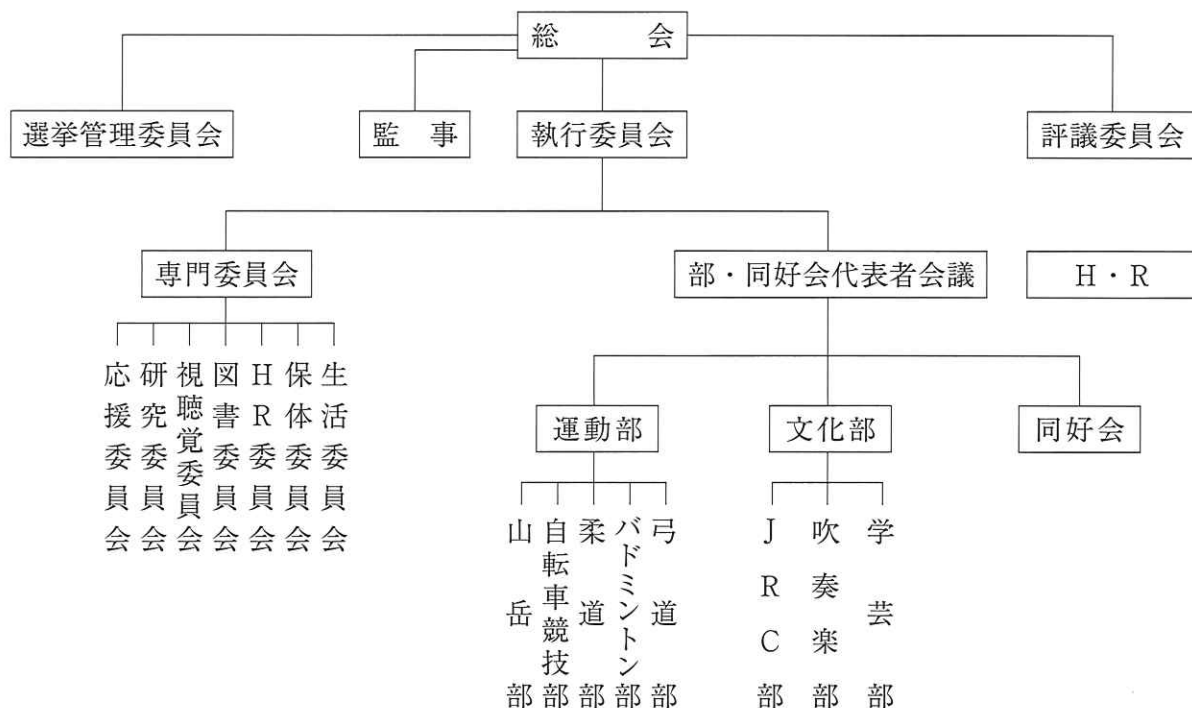 総会
選挙管理委員会
監事
執行委員会
評議委員会
専門委員会
部・同好会代表者会議
H・R
応援委員会
研究委員会
視聴覚委員会
図書委員会
HR委員会
保体委員会
生活委員会
運動部
文化部
同好会
山岳部
自転車競技部
柔道部
バドミントン部
弓道部
JRC部
吹奏楽部
学芸部